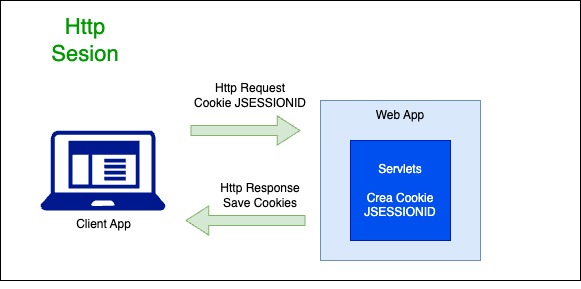 Http
Sesion
Http Request
Cookie JSESSIONID
Web App
Servlets
Crea Cookie
JSESSIONID
Http Response
Save Cookies
Client App